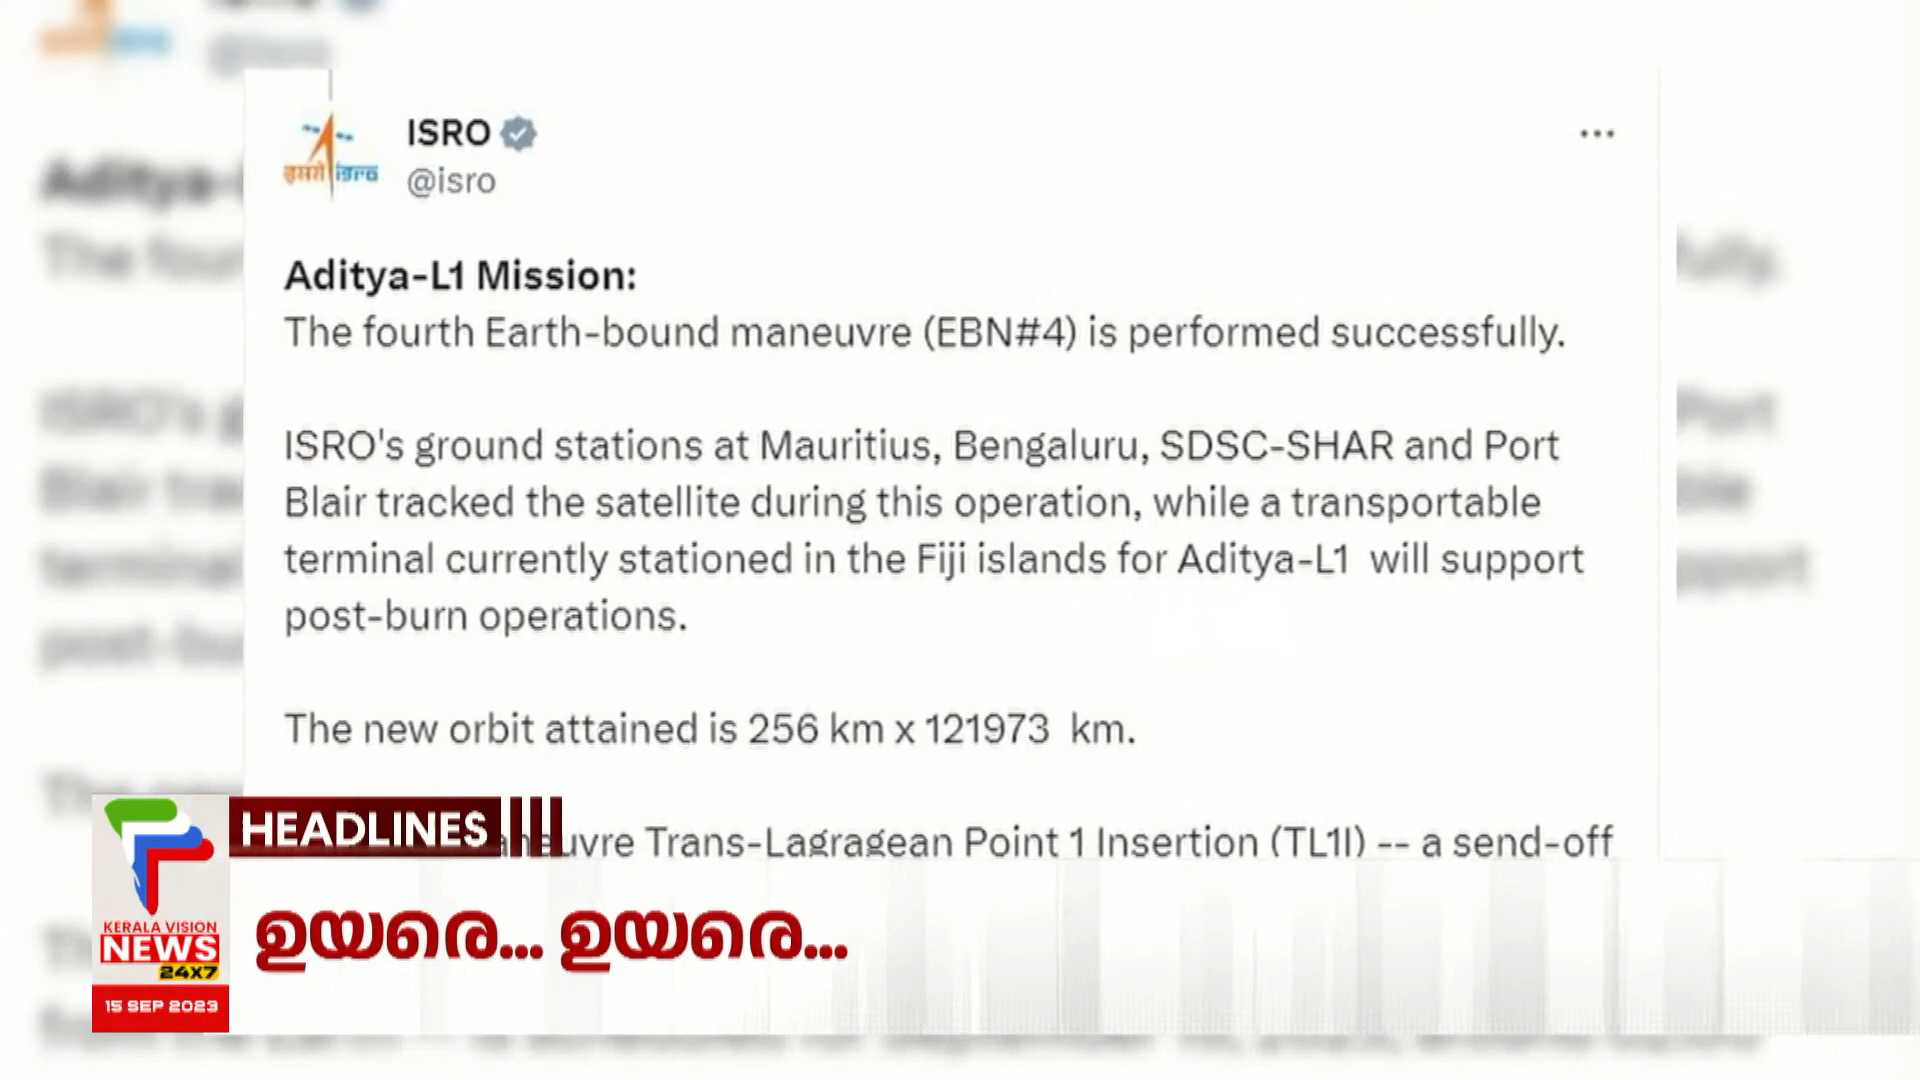 ISRO
@isro
इसरो isro
Aditya-L1 Mission:
The fourth Earth-bound maneuvre (EBN#4) is performed successfully.
ISRO's ground stations at Mauritius, Bengaluru, SDSC-SHAR and Port
Blair tracked the satellite during this operation, while a transportable
terminal currently stationed in the Fiji islands for Aditya-L1 will support
post-burn operations.
The new orbit attained is 256 km x 121973 km.
Trans-Lagragean Point 1 Insertion (TL1I) -- a send-off
HEADLINES
ഉയരെ... ഉയരെ...
KERALA VISION
NEWS
24X7
15 SEP 2023